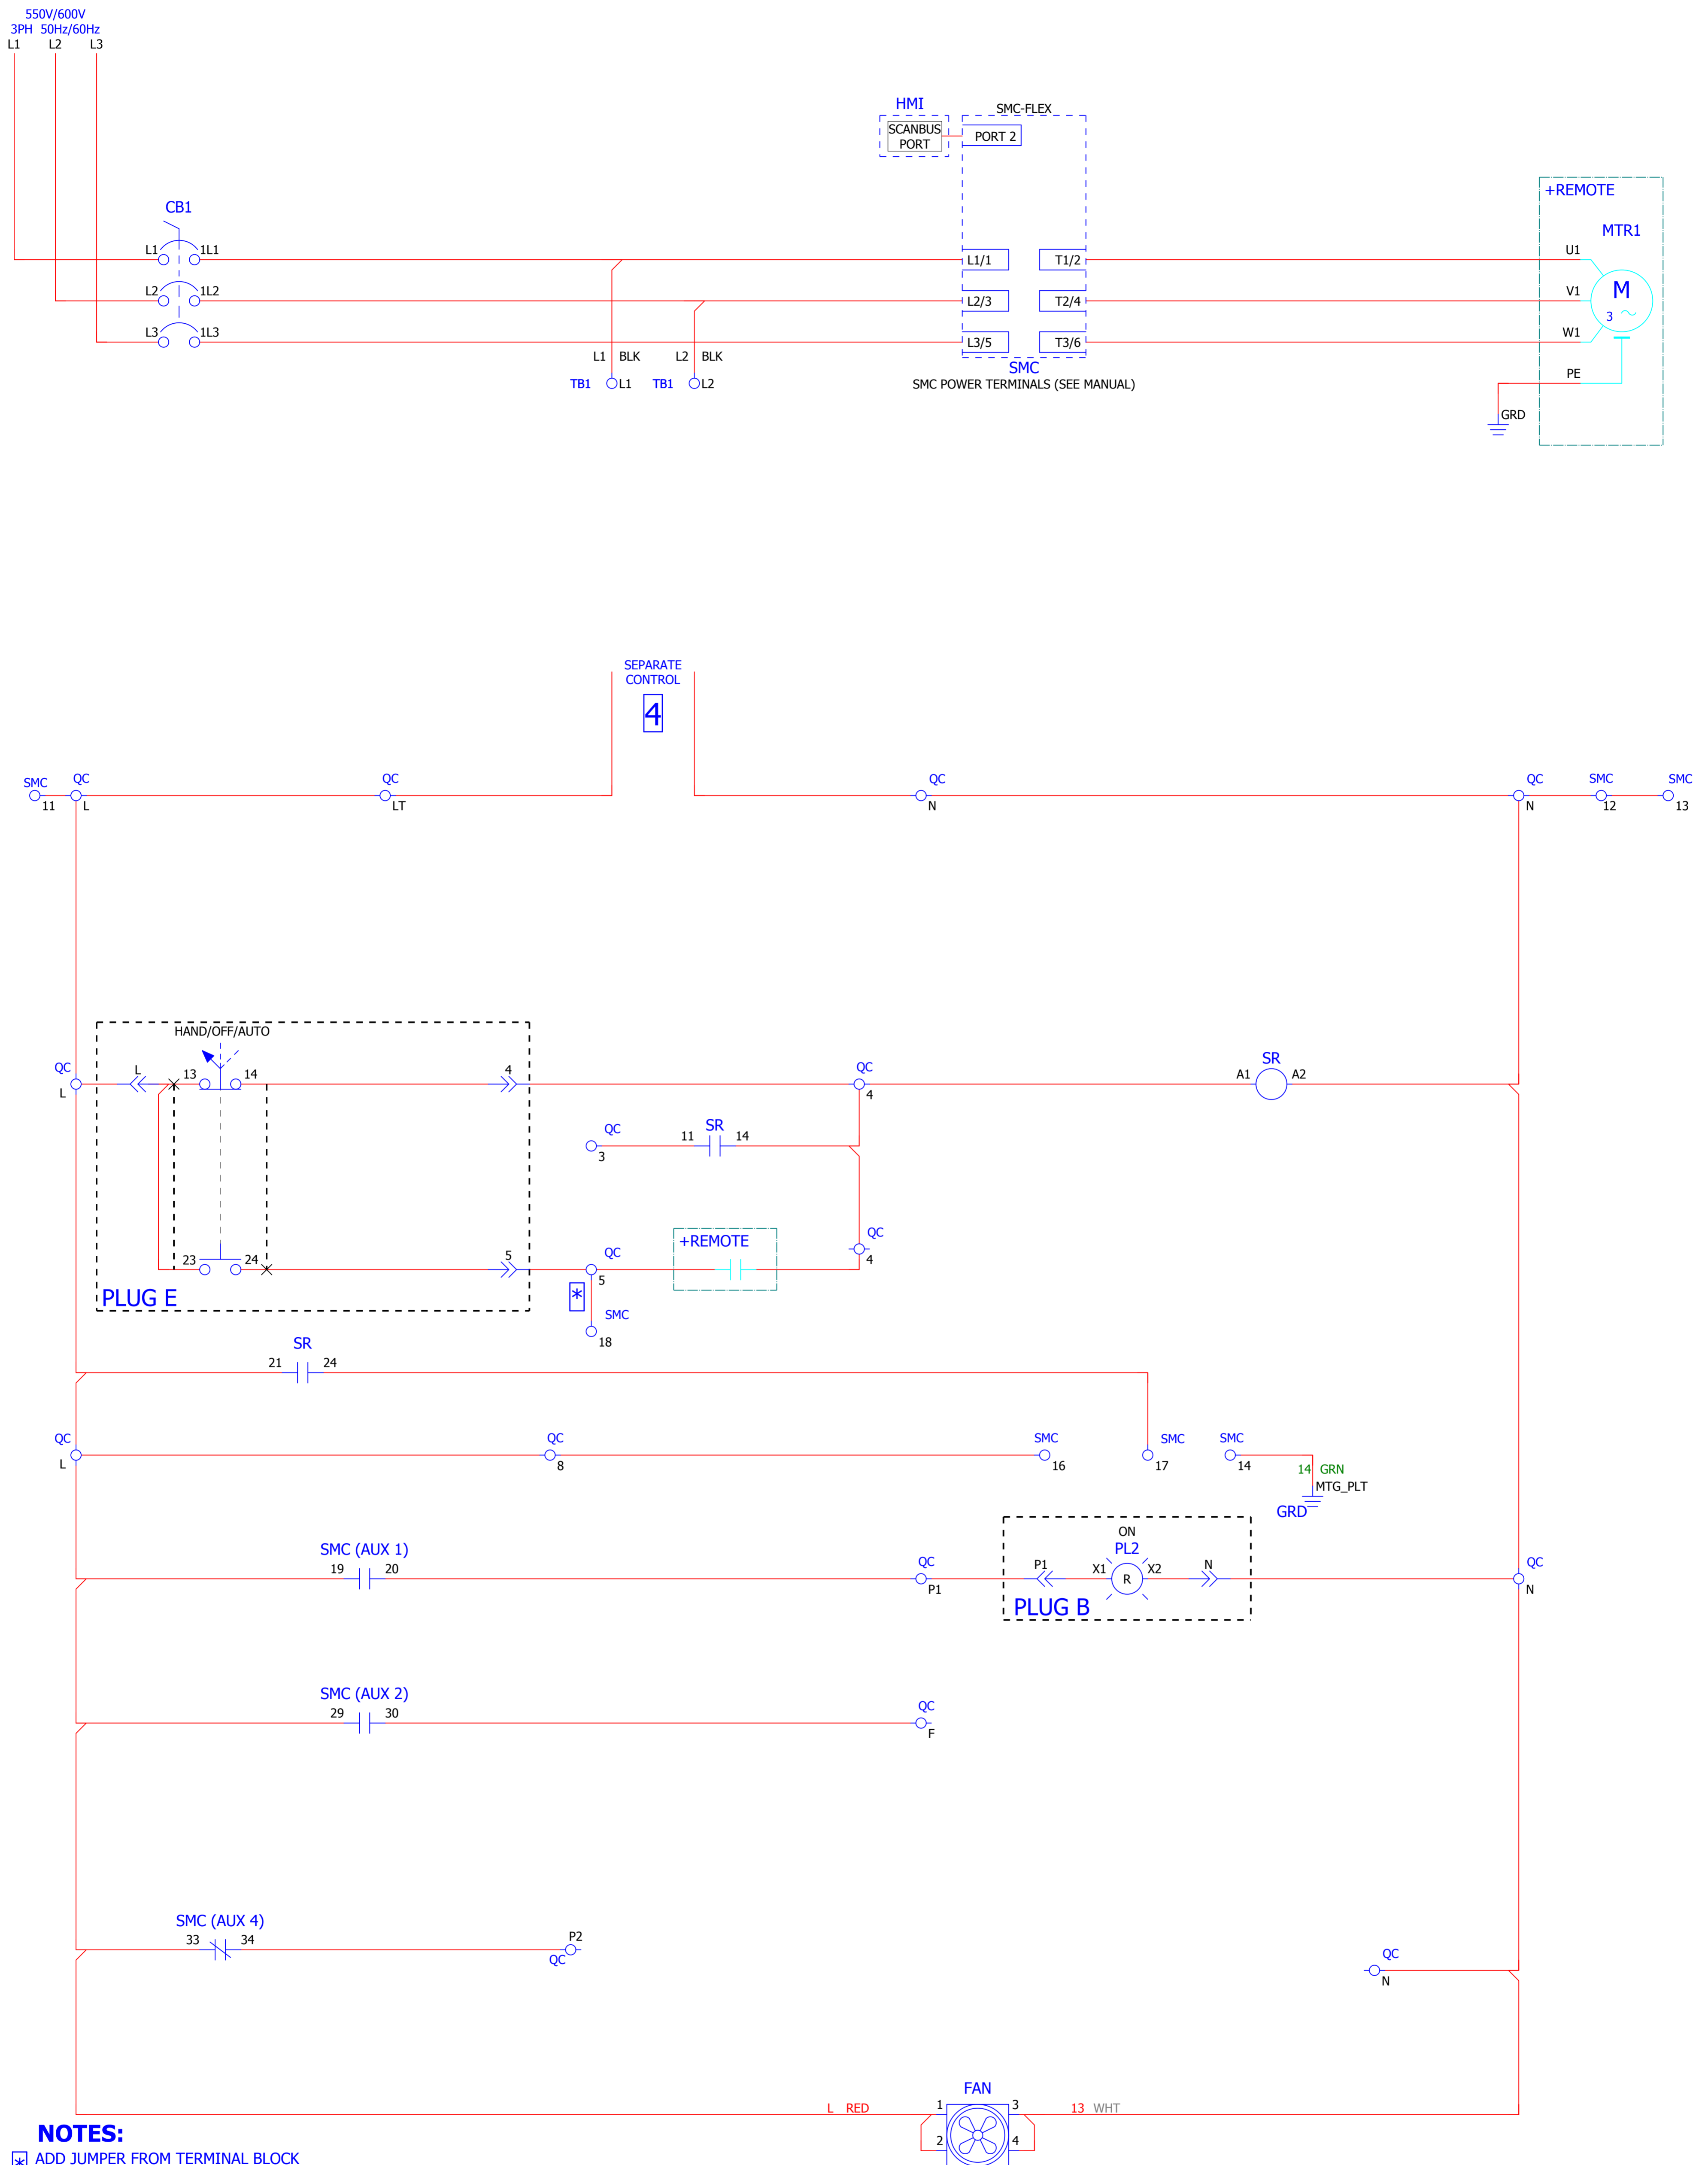 550V/600V
3PH 50Hz/60Hz
L1 L2 L3
HMI
SCANBUS
PORT
SMC-FLEX
PORT 2
+REMOTE
MTR1
CB1
L1 1L1
L1/1 T1/2
U1
L2 1L2
L2/3 T2/4
V1
M
3
L3 1L3
L3/5 T3/6
W1
L1 BLK L2 BLK
SMC
PE
TB1 L1 TB1 L2
SMC POWER TERMINALS (SEE MANUAL)
GRD
SEPARATE
CONTROL
4
SMC QC QC QC QC SMC SMC
11 L LT N N 12 13
HAND/OFF/AUTO
QC L 13 14 4 QC SR
L 4 A1 A2
QC 11 SR 14
3
QC
+REMOTE
4
23 24 5 QC
5
PLUG E
*
SMC
18
SR
21 24
QC QC SMC SMC SMC
L 8 16 17 14
14 GRN
MTG_PLT
GRD
ON
PL2
SMC (AUX 1)
19 20 QC P1 X1 R X2 N QC
P1 N
PLUG B
SMC (AUX 2)
29 30 QC
F
SMC (AUX 4)
33 34 P2
QC
QC
N
FAN
L RED 1 3 13 WHT
2 4
NOTES:
* ADD JUMPER FROM TERMINAL BLOCK